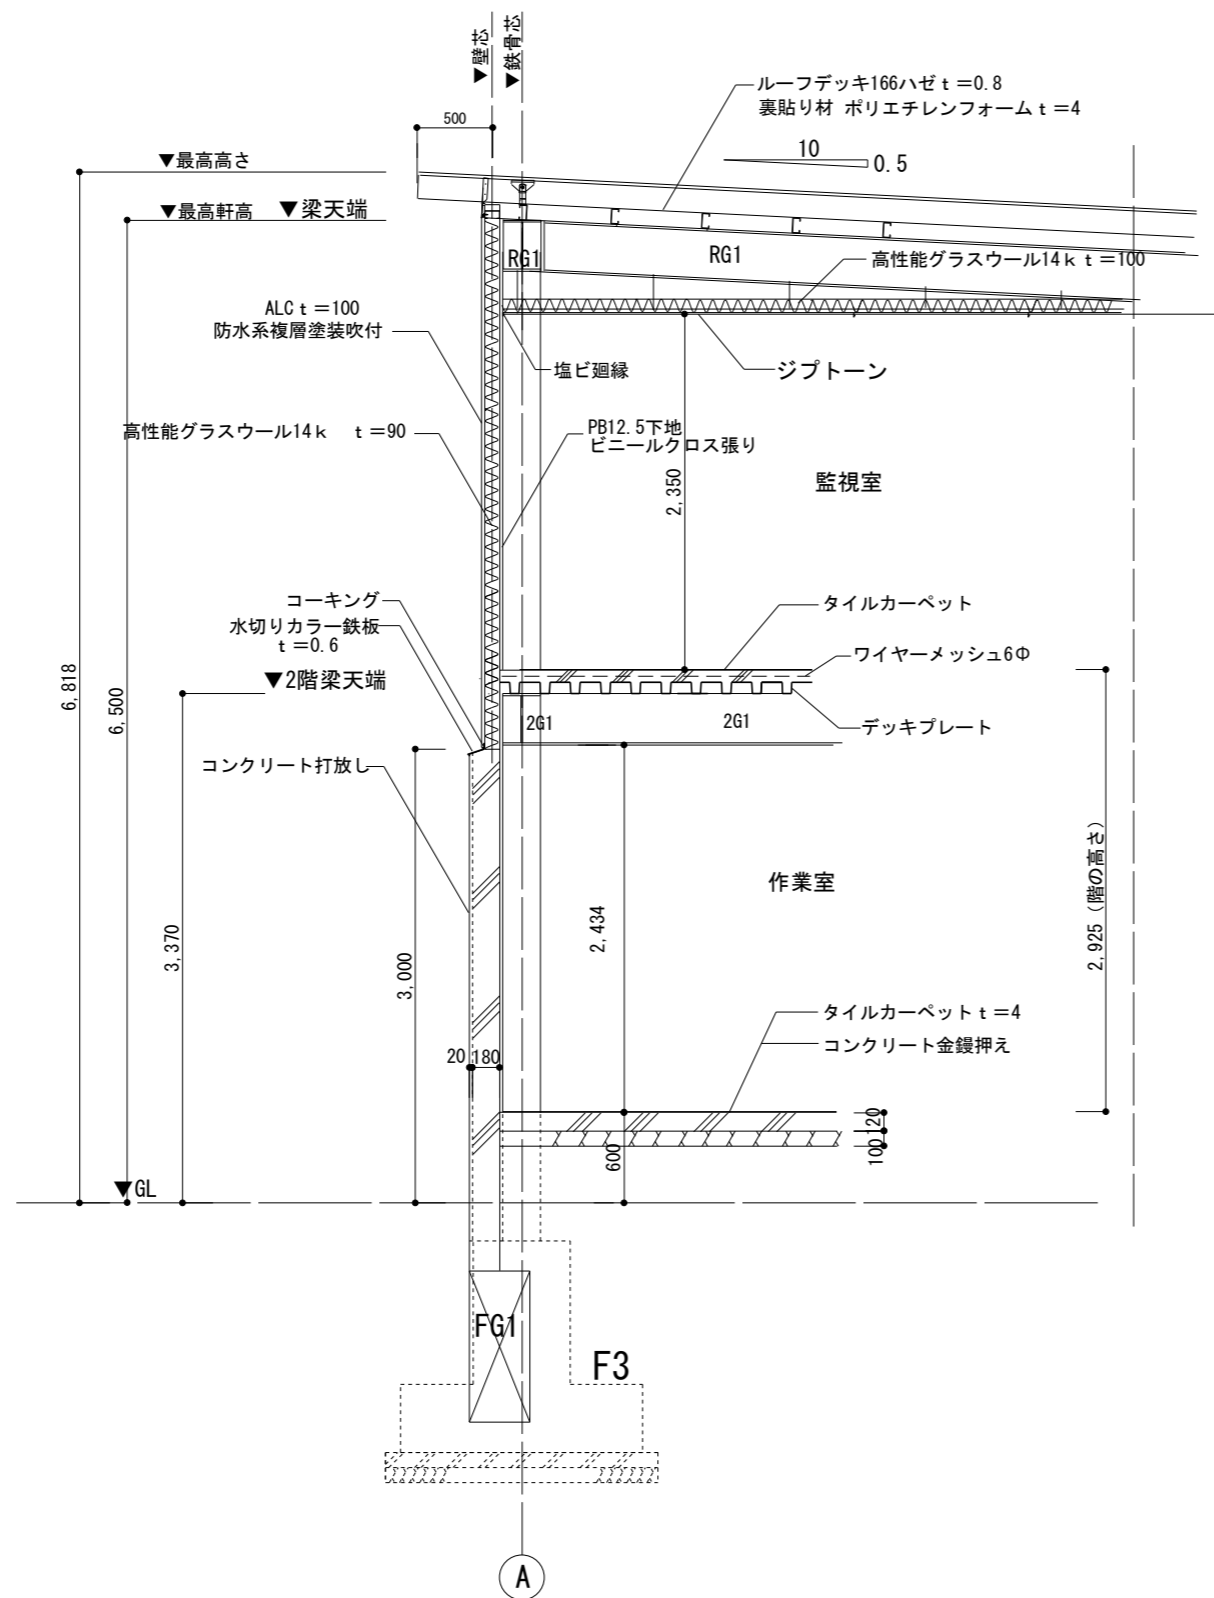 ▼壁芯
▼鉄骨芯
ルーフデッキ166ハゼｔ＝0.8
裏貼り材 ポリエチレンフォームｔ＝4
500
10
0.5
▼最高高さ
▼最高軒高
▼梁天端
RG1
RG1
高性能グラスウール14ｋｔ＝100
ALCｔ＝100
防水系複層塗装吹付
塩ビ廻縁
ジプトーン
高性能グラスウール14ｋ ｔ＝90
PB12.5下地
ビニールクロス張り
2,350
監視室
コーキング
水切りカラー鉄板
ｔ＝0.6
タイルカーペット
ワイヤーメッシュ6Φ
▼2階梁天端
2G1
2G1
デッキプレート
6,818
6,500
コンクリート打放し
作業室
3,370
3,000
2,434
2,925（階の高さ）
タイルカーペットｔ＝4
コンクリート金鏝押え
20
180
120
100
600
▼GL
FG1
F3
A